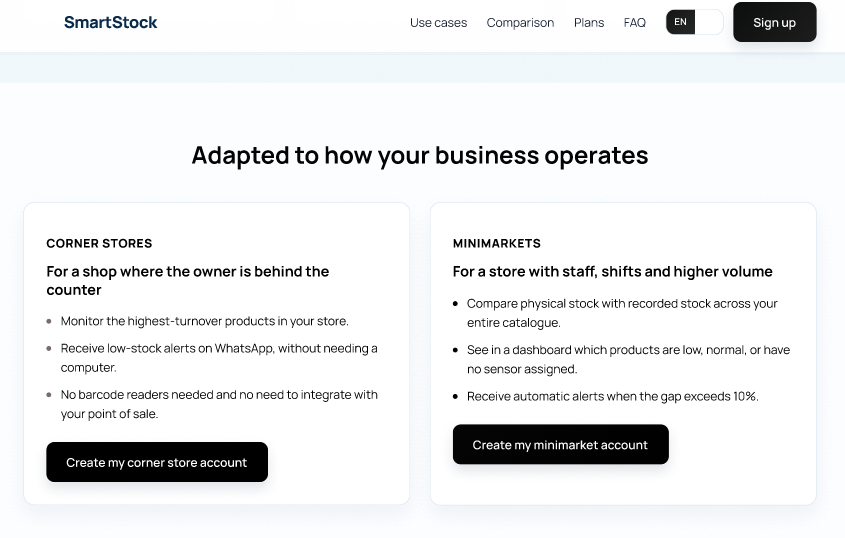 SmartStock
Use cases
Comparison
Plans
FAQ
EN
Sign up
Adapted to how your business operates
CORNER STORES
For a shop where the owner is behind the
counter
Monitor the highest-turnover products in your store.
Receive low-stock alerts on WhatsApp, without needing a
computer.
No barcode readers needed and no need to integrate with
your point of sale.
Create my corner store account
MINIMARKETS
For a store with staff, shifts and higher volume
Compare physical stock with recorded stock across your
entire catalogue.
See in a dashboard which products are low, normal, or have
no sensor assigned.
Receive automatic alerts when the gap exceeds 10%.
Create my minimarket account